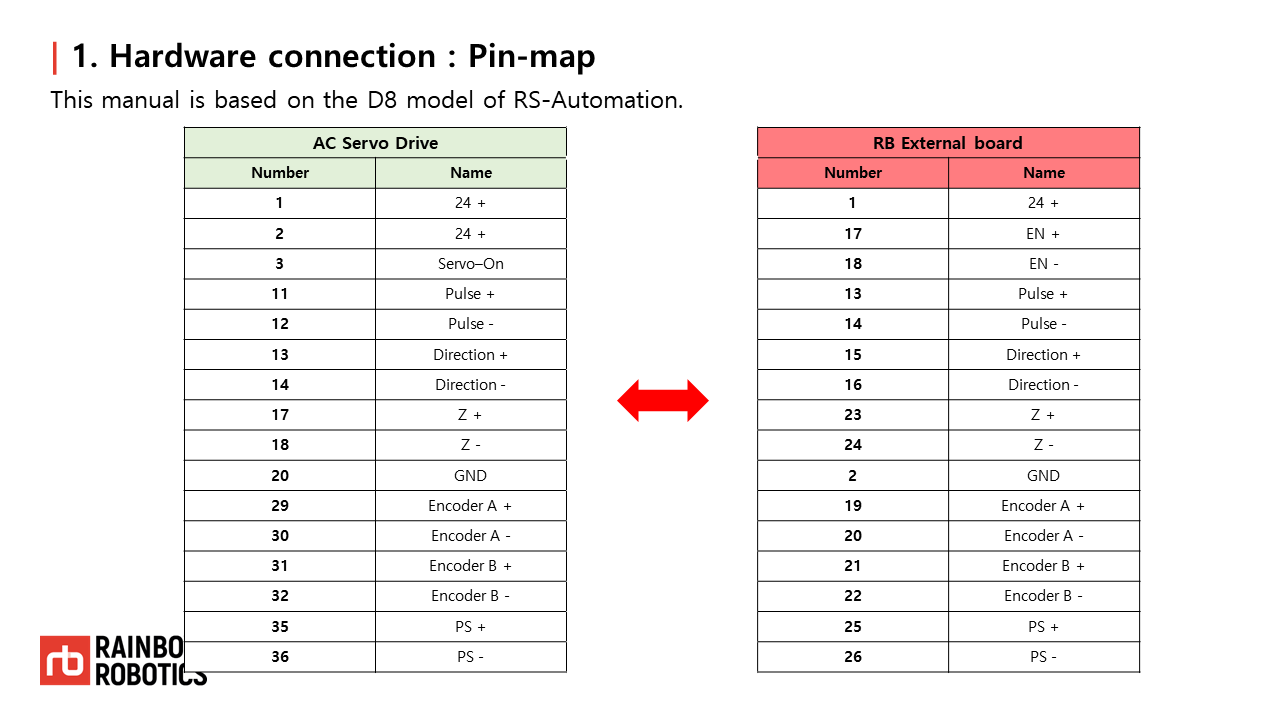 1. Hardware connection : Pin-map
This manual is based on the D8 model of RS-Automation.
AC Servo Drive
Number Name
1 24 +
2 24 +
3 Servo–On
11 Pulse +
12 Pulse -
13 Direction +
14 Direction -
17 Z +
18 Z -
20 GND
29 Encoder A +
30 Encoder A -
31 Encoder B +
32 Encoder B -
35 PS +
36 PS -
RB External board
Number Name
1 24 +
17 EN +
18 EN -
13 Pulse +
14 Pulse -
15 Direction +
16 Direction -
23 Z +
24 Z -
2 GND
19 Encoder A +
20 Encoder A -
21 Encoder B +
22 Encoder B -
25 PS +
26 PS -
rb
RAINBO
ROBOTICS